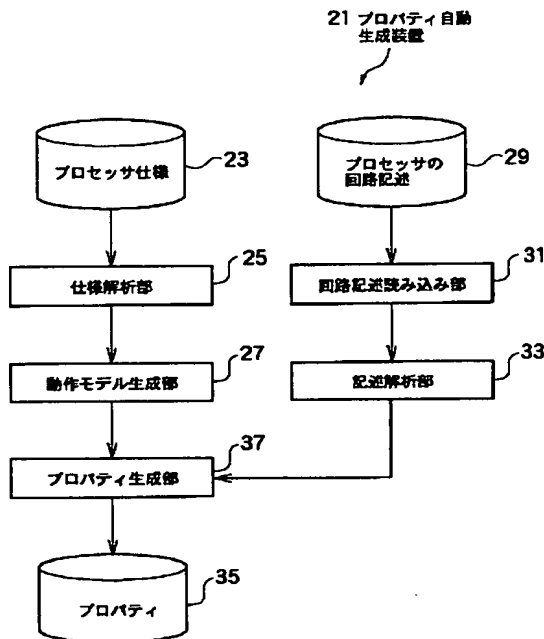 21 プロパティ自動
生成装置
プロセッサ仕様
23
プロセッサの
回路記述
29
仕様解析部
25
回路記述読み込み部
31
動作モデル生成部
27
記述解析部
33
プロパティ生成部
37
プロパティ
35